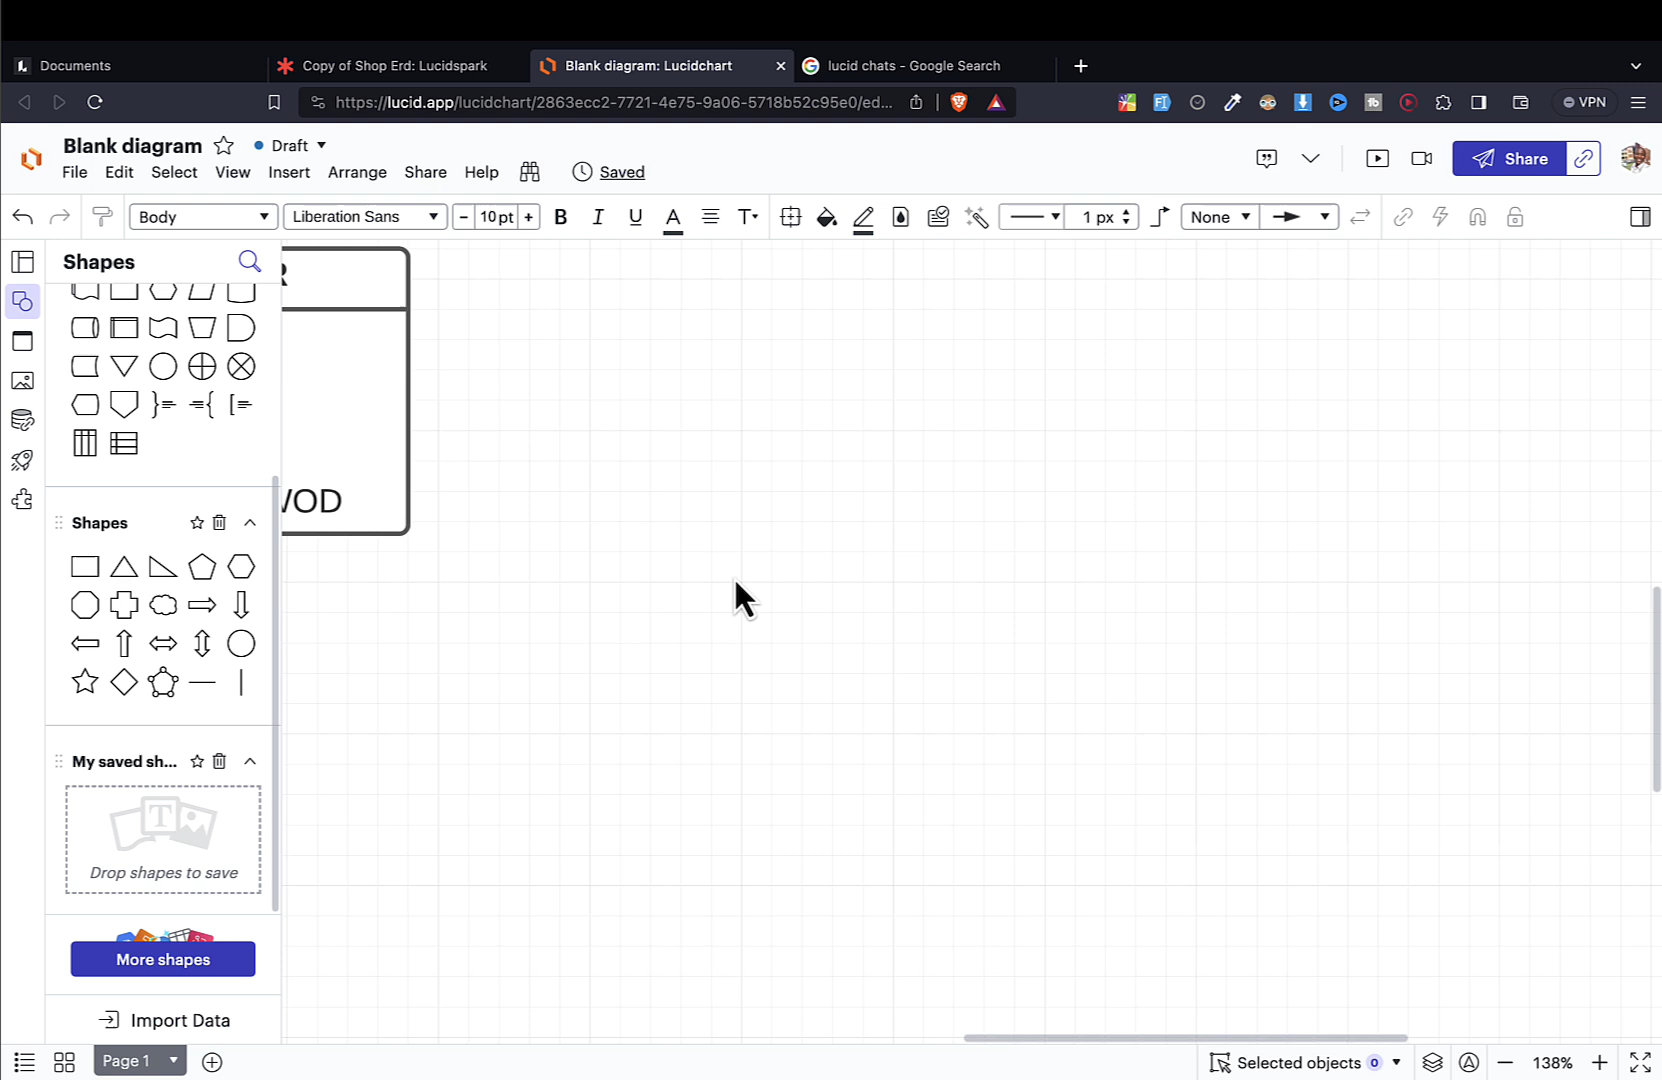 Documents
Copy of Shop Erd: Lucidspark
Blank diagram: Lucidchart
lucid chats - Google Search
https://lucid.app/lucidchart/2863ecc2-7721-4e75-9a06-5718b52c95e0/ed...
VPN
Blank diagram
Draft
File Edit Select View Insert Arrange Share Help
Saved
Share
Body
Liberation Sans
- 10 pt +
B I U A T
1 px
None
Shapes
R
WOD
Shapes
My saved sh...
T
Drop shapes to save
More shapes
Import Data
Page 1
Selected objects 0
138%